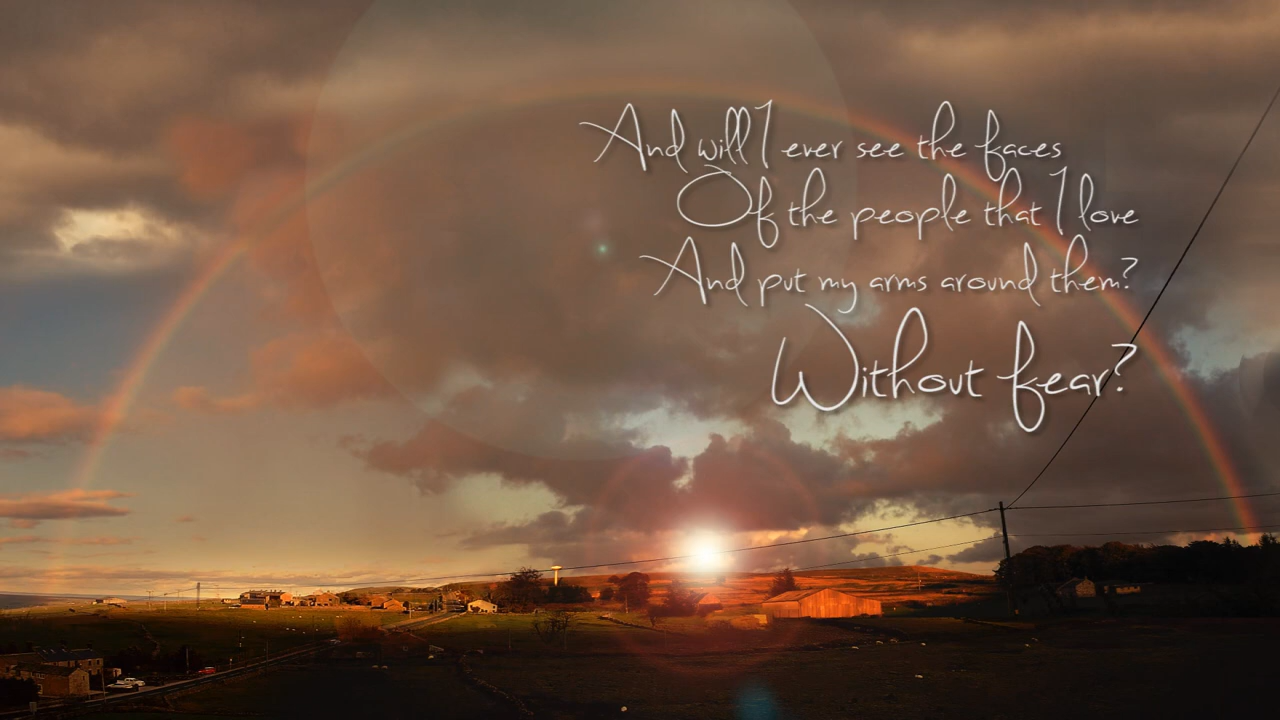 And will I ever see the faces
Of the people that I love
And put my arms around them?
Without fear?